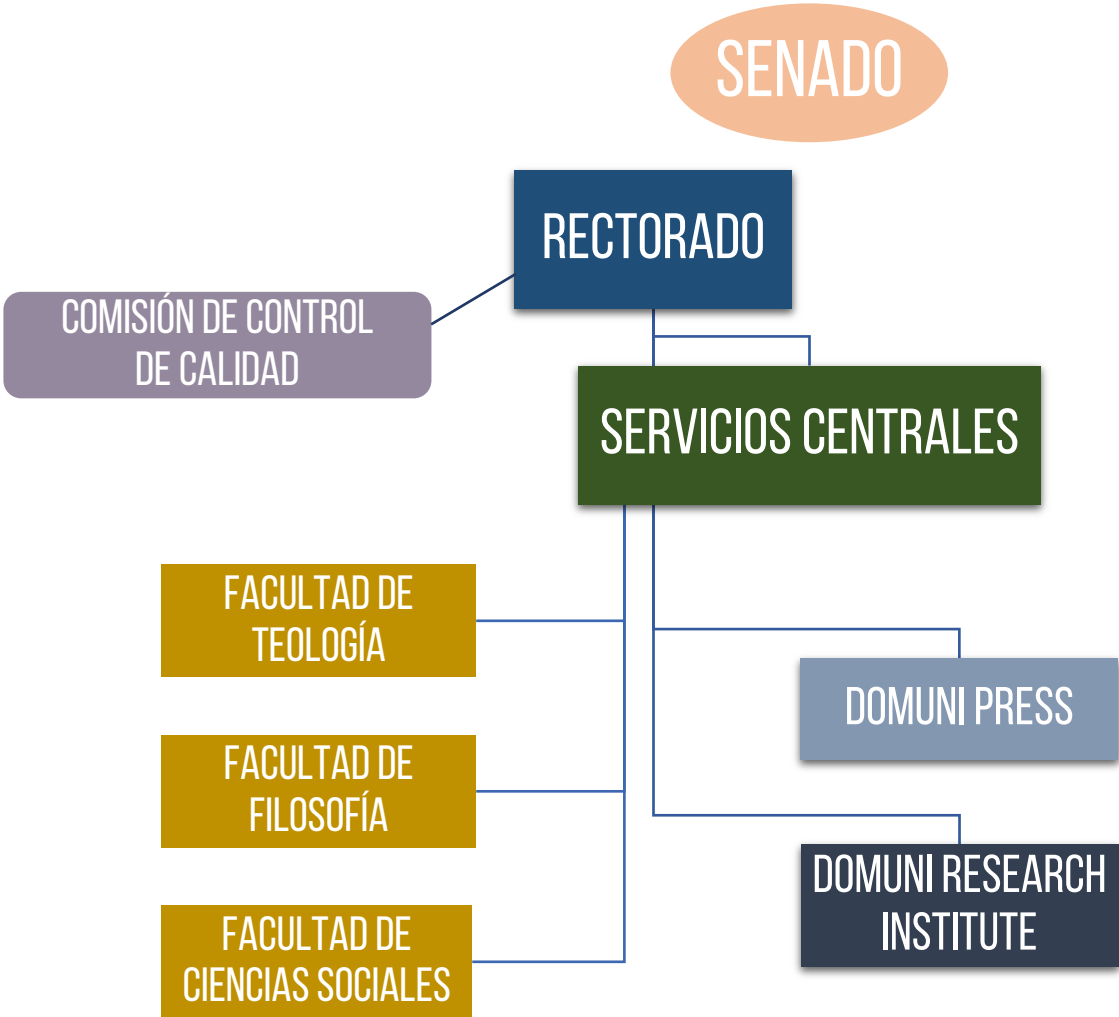 SENADO
RECTORADO
COMISIÓN DE CONTROL
DE CALIDAD
SERVICIOS CENTRALES
FACULTAD DE
TEOLOGÍA
DOMUNI PRESS
FACULTAD DE
FILOSOFÍA
DOMUNI RESEARCH
INSTITUTE
FACULTAD DE
CIENCIAS SOCIALES